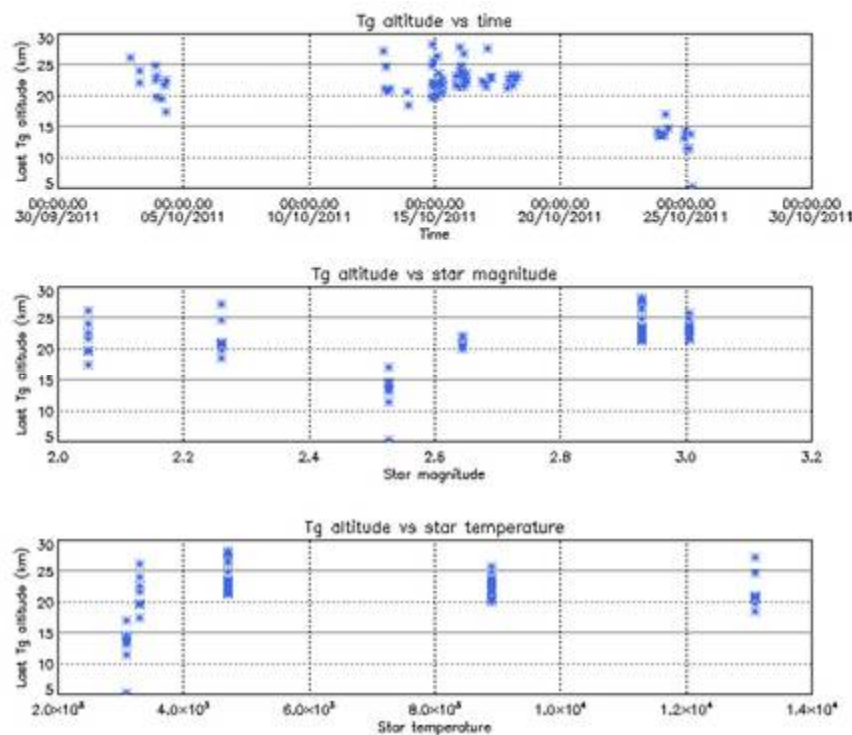 Tg altitude vs time
Last Tg altitude (km)
30
25
20
15
10
5
00:00.00 00:00.00 00:00.00 00:00.00 00:00.00 00:00.00 00:00.00
30/09/2011 05/10/2011 10/10/2011 15/10/2011 20/10/2011 25/10/2011 30/10/2011
Time
Tg altitude vs star magnitude
Last Tg altitude (km)
30
25
20
15
10
5
2.0 2.2 2.4 2.6 2.8 3.0 3.2
Star magnitude
Tg altitude vs star temperature
Last Tg altitude (km)
30
25
20
15
10
5
2.0×10³ 4.0×10³ 6.0×10³ 8.0×10³ 1.0×10⁴ 1.2×10⁴ 1.4×10⁴
Star temperature